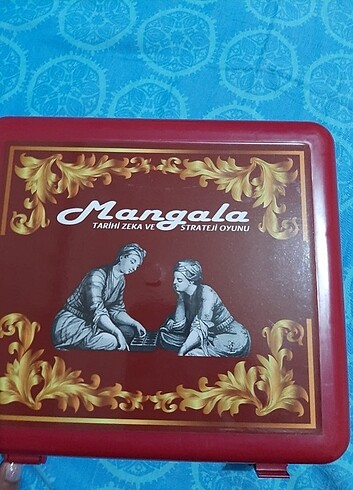 Mangala
TARİHİ ZEKA VE STRATEJİ OYUNU